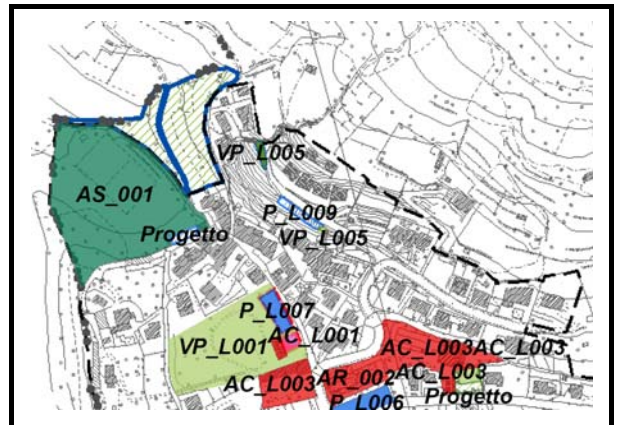 VP_L005
AS_001
P_L009
Progetto
VP_L005
P_L007
AC_L001
VP_L001
AC_L003AC_L003
AC_L003
AR_002
AC_L003
Progetto
P_L006